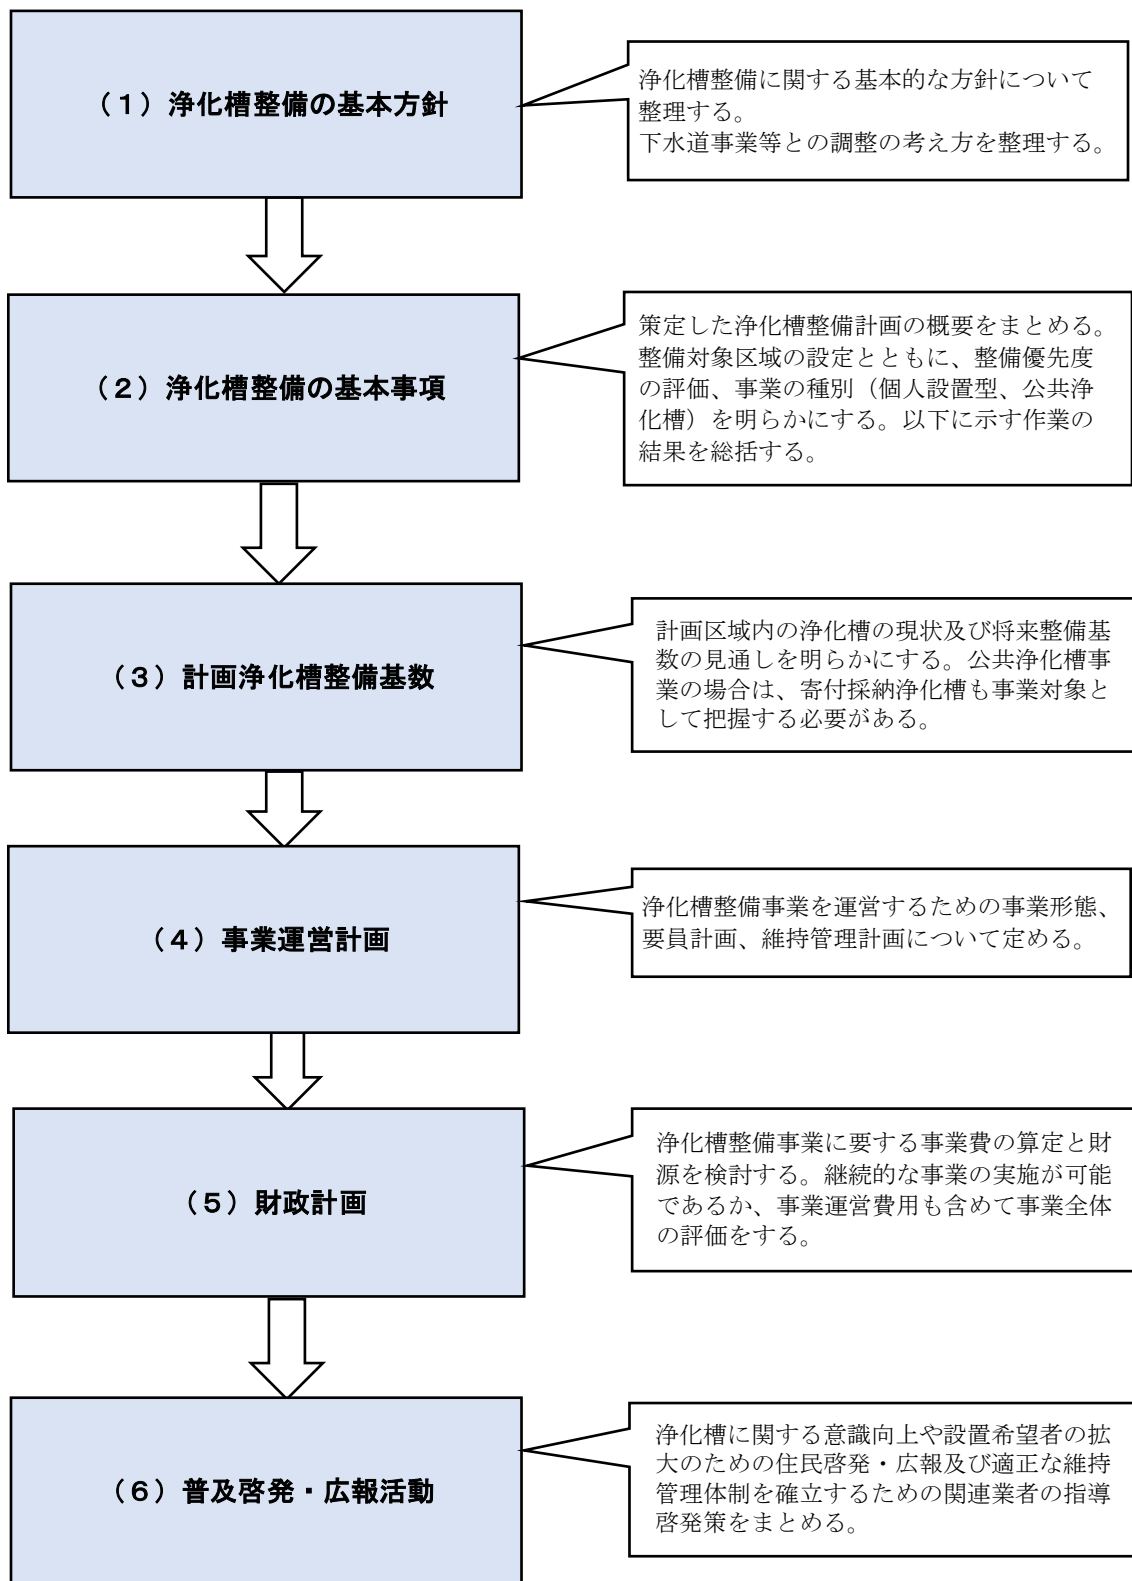 （１）浄化槽整備の基本方針
浄化槽整備に関する基本的な方針について
整理する。
下水道事業等との調整の考え方を整理する。
（２）浄化槽整備の基本事項
策定した浄化槽整備計画の概要をまとめる。
整備対象区域の設定とともに、整備優先度
の評価、事業の種別（個人設置型、公共浄
化槽）を明らかにする。以下に示す作業の
結果を総括する。
（３）計画浄化槽整備基数
計画区域内の浄化槽の現状及び将来整備基
数の見通しを明らかにする。公共浄化槽事
業の場合は、寄付採納浄化槽も事業対象と
して把握する必要がある。
（４）事業運営計画
浄化槽整備事業を運営するための事業形態、
要員計画、維持管理計画について定める。
（５）財政計画
浄化槽整備事業に要する事業費の算定と財
源を検討する。継続的な事業の実施が可能
であるか、事業運営費用も含めて事業全体
の評価をする。
（６）普及啓発・広報活動
浄化槽に関する意識向上や設置希望者の拡
大のための住民啓発・広報及び適正な維持
管理体制を確立するための関連業者の指導
啓発策をまとめる。